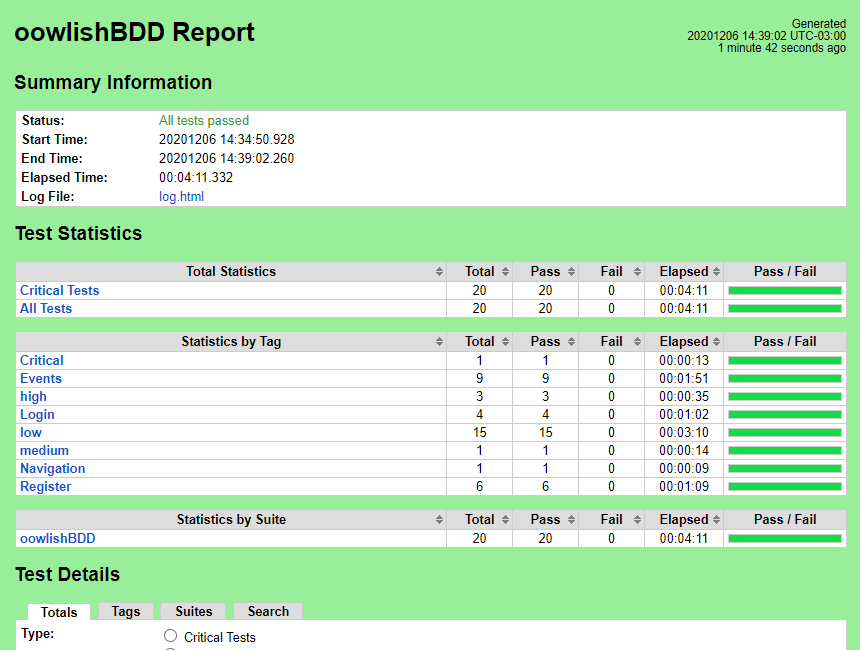 oowlishBDD Report
Generated
20201206 14:39:02 UTC-03:00
1 minute 42 seconds ago
Summary Information
Status: All tests passed
Start Time: 20201206 14:34:50.928
End Time: 20201206 14:39:02.260
Elapsed Time: 00:04:11.332
Log File: log.html
Test Statistics
Total Statistics Total Pass Fail Elapsed Pass / Fail
Critical Tests 20 20 0 00:04:11
All Tests 20 20 0 00:04:11
Statistics by Tag Total Pass Fail Elapsed Pass / Fail
Critical 1 1 0 00:00:13
Events 9 9 0 00:01:51
high 3 3 0 00:00:35
Login 4 4 0 00:01:02
low 15 15 0 00:03:10
medium 1 1 0 00:00:14
Navigation 1 1 0 00:00:09
Register 6 6 0 00:01:09
Statistics by Suite Total Pass Fail Elapsed Pass / Fail
oowlishBDD 20 20 0 00:04:11
Test Details
Totals Tags Suites Search
Type: Critical Tests